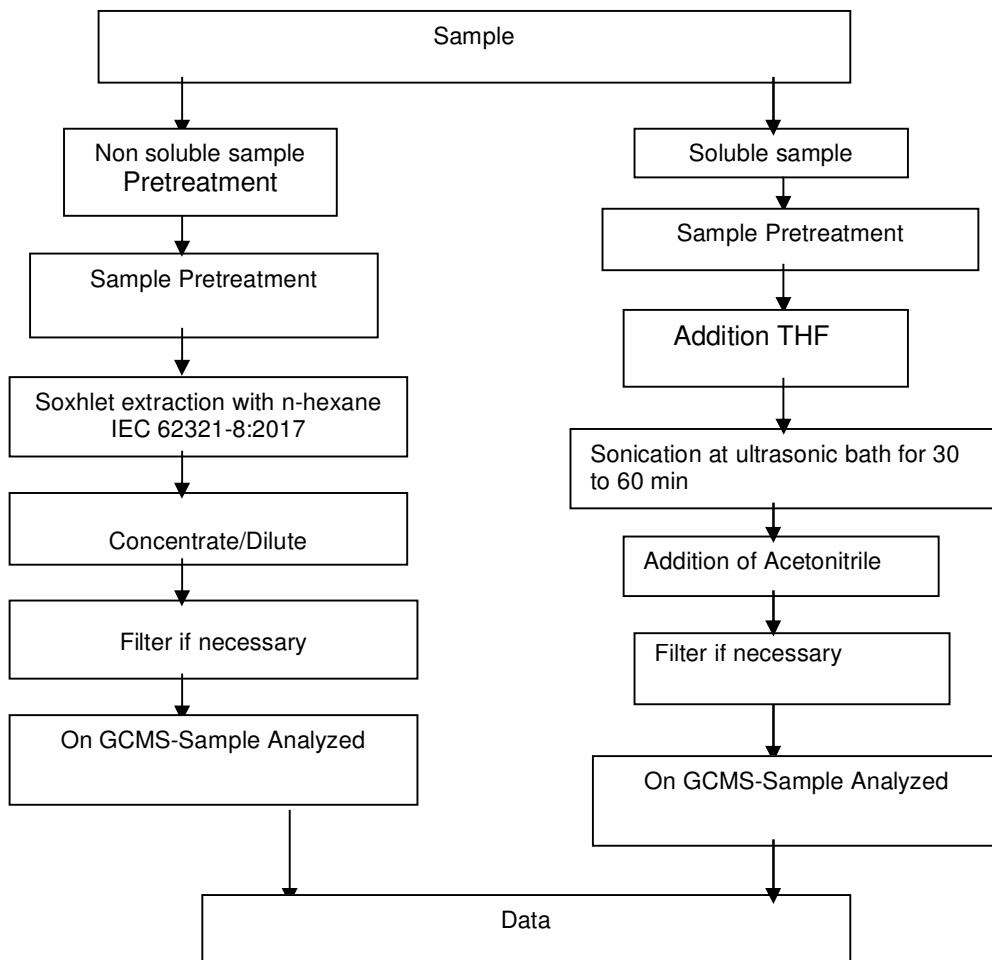 Sample
Non soluble sample
Pretreatment
Sample Pretreatment
Soxhlet extraction with n-hexane
IEC 62321-8:2017
Concentrate/Dilute
Filter if necessary
On GCMS-Sample Analyzed
Soluble sample
Sample Pretreatment
Addition THF
Sonication at ultrasonic bath for 30
to 60 min
Addition of Acetonitrile
Filter if necessary
On GCMS-Sample Analyzed
Data